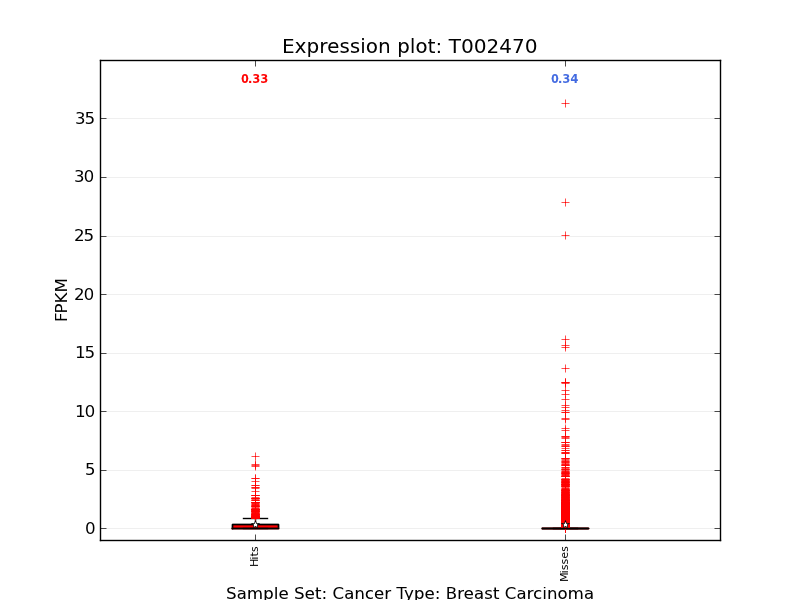 Expression plot: T002470
0.33
0.34
35
30
25
20
15
10
5
0
FPKM
Hits
Misses
Sample Set: Cancer Type: Breast Carcinoma